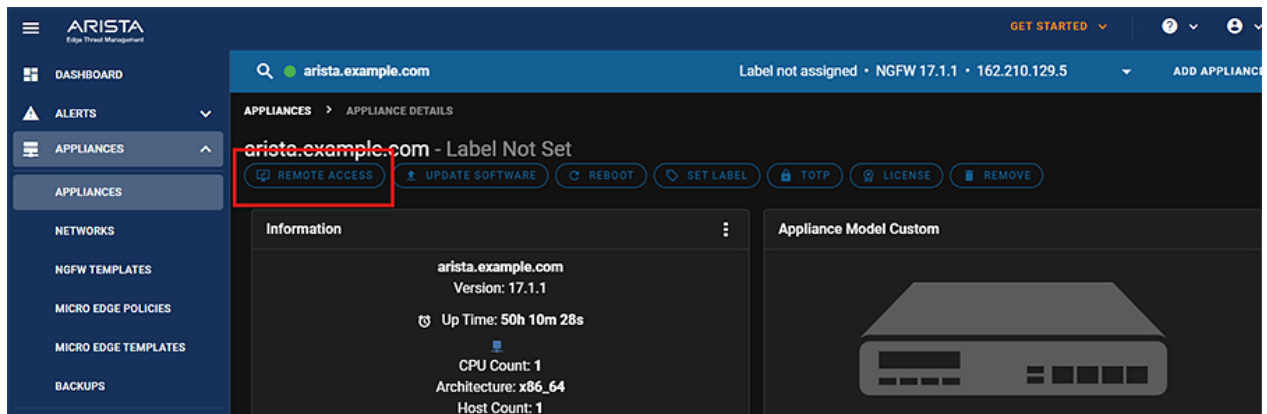 ARISTA
Edge Threat Management
GET STARTED
DASHBOARD
arista.example.com
Label not assigned • NGFW 17.1.1 • 162.210.129.5
ADD APPLIANCE
ALERTS
APPLIANCES > APPLIANCE DETAILS
APPLIANCES
arista.example.com - Label Not Set
REMOTE ACCESS
UPDATE SOFTWARE
REBOOT
SET LABEL
TOTP
LICENSE
REMOVE
APPLIANCES
NETWORKS
NGFW TEMPLATES
MICRO EDGE POLICIES
MICRO EDGE TEMPLATES
BACKUPS
Information
arista.example.com
Version: 17.1.1
Up Time: 50h 10m 28s
CPU Count: 1
Architecture: x86_64
Host Count: 1
Appliance Model Custom